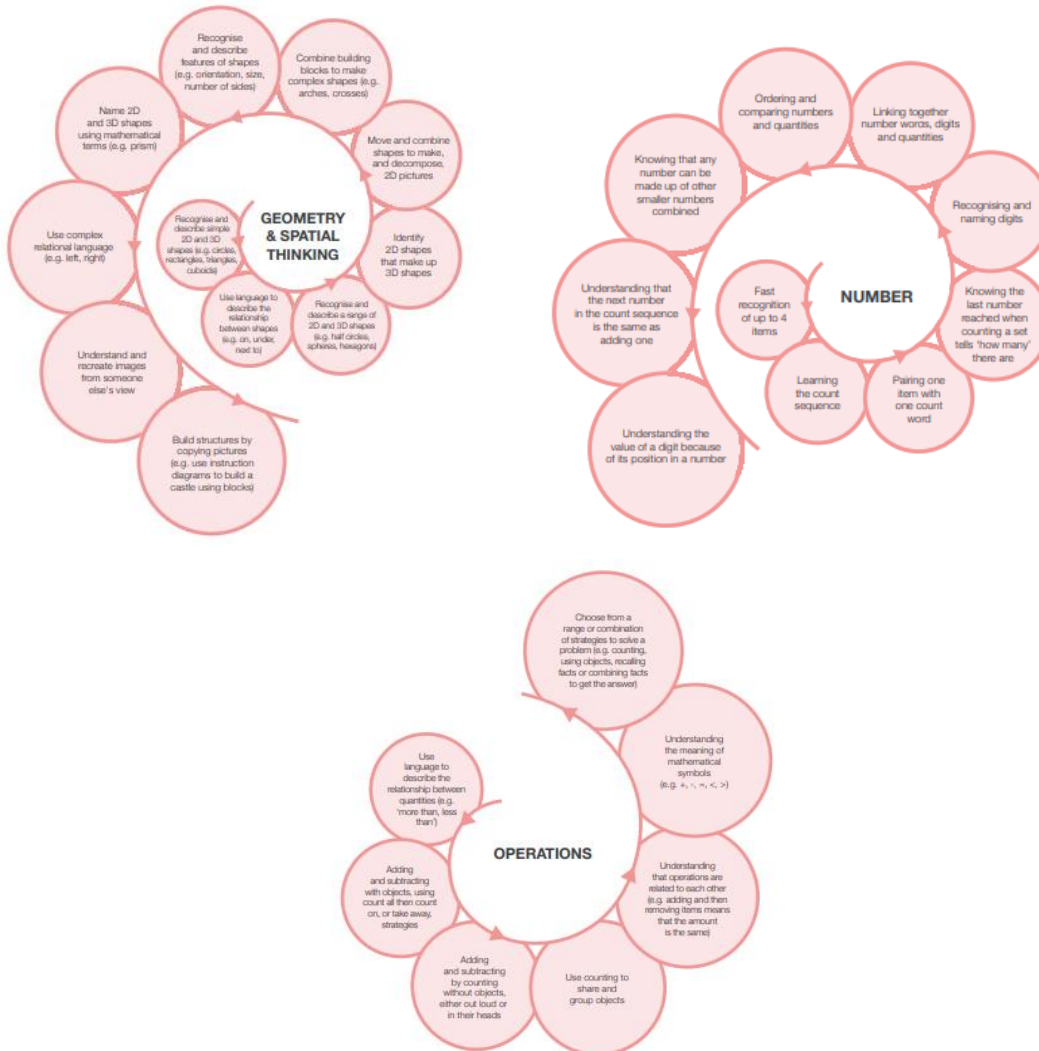 Recognise
and describe
features of shapes
(e.g. orientation, size,
number of sides)
Combine building
blocks to make
complex shapes (e.g.
arches, crosses)
Name 2D
and 3D shapes
using mathematical
terms (e.g. prism)
Move and combine
shapes to make,
and decompose,
2D pictures
Use complex
relational language
(e.g. left, right)
Recognise and
describe simple
2D and 3D
shapes (e.g. circles,
rectangles, triangles,
cuboids)
GEOMETRY
& SPATIAL
THINKING
Identify
2D shapes
that make up
3D shapes
Use language to
describe the
relationship
between shapes
(e.g. on, under,
next to)
Recognise and
describe a range of
2D and 3D shapes
(e.g. half circles,
spheres, hexagons)
Understand and
recreate images
from someone
else's view
Build structures by
copying pictures
(e.g. use instruction
diagrams to build a
castle using blocks)
Ordering and
comparing numbers
and quantities
Linking together
number words, digits
and quantities
Knowing that any
number can be
made up of other
smaller numbers
combined
Recognising and
naming digits
Understanding that
the next number
in the count sequence
is the same as
adding one
Fast
recognition
of up to 4
items
NUMBER
Knowing the
last number
reached when
counting a set
tells 'how many'
there are
Learning
the count
sequence
Pairing one
item with
one count
word
Understanding the
value of a digit because
of its position in a number
Choose from a
range or combination
of strategies to solve a
problem (e.g. counting,
using objects, recalling
facts or combining facts
to get the answer)
Understanding
the meaning of
mathematical
symbols
(e.g. +, -, =, <, >)
Use
language to
describe the
relationship between
quantities (e.g.
'more than, less
than')
OPERATIONS
Adding
and subtracting
with objects, using
count all then count
on, or take away,
strategies
Understanding
that operations are
related to each other
(e.g. adding and then
removing items means
that the amount
is the same)
Adding
and subtracting
by counting
without objects,
either out loud or
in their heads
Use counting to
share and
group objects